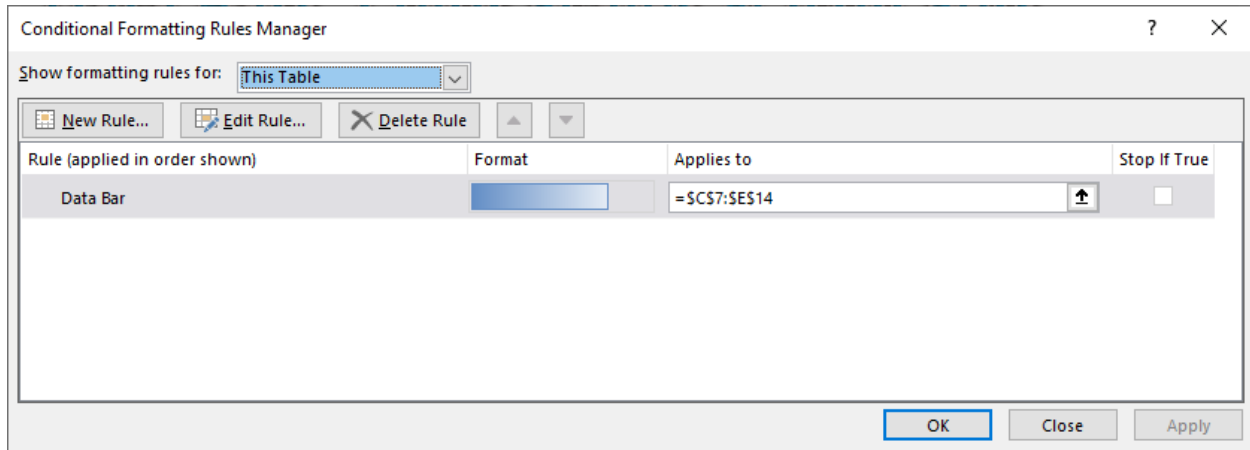 Conditional Formatting Rules Manager ?
Show formatting rules for: This Table
New Rule... Edit Rule... Delete Rule
Rule (applied in order shown) Format Applies to Stop If True
Data Bar =$C$7:$E$14
OK Close Apply